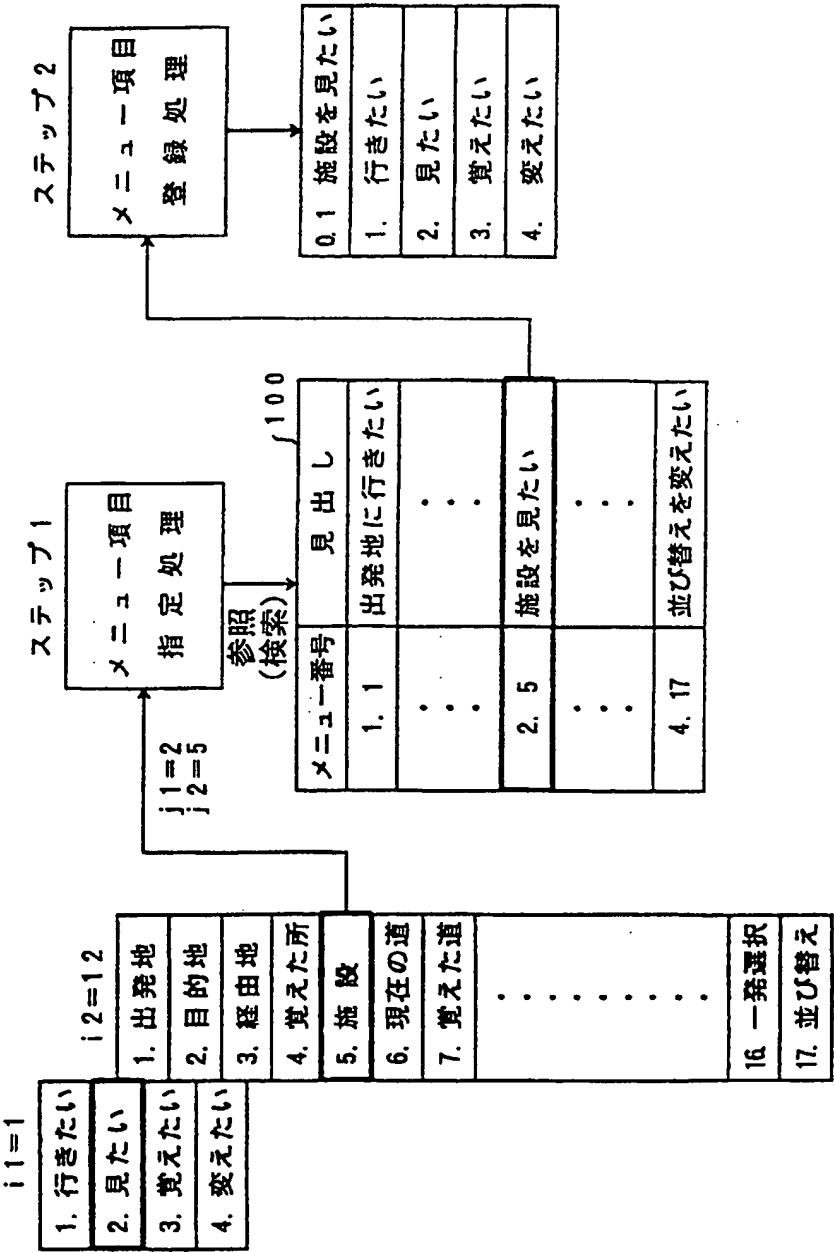 i1=1
1. 行きたい
2. 見たい
3. 覚えたい
4. 変えたい
i2=12
1. 出発地
2. 目的地
3. 経由地
4. 覚えた所
5. 施設
6. 現在の道
7. 覚えた道
・・・・・・・・・
16. 一発選択
17. 並び替え
j1=2
j2=5
ステップ1
メニュー項目
指定処理
参照
(検索)
100
メニュー番号 見出し
1. 1 出発地に行きたい
・・・ ・・・
2. 5 施設を見たい
・・・ ・・・
4. 17 並び替えを変えたい
ステップ2
メニュー項目
登録処理
0.1 施設を見たい
1. 行きたい
2. 見たい
3. 覚えたい
4. 変えたい